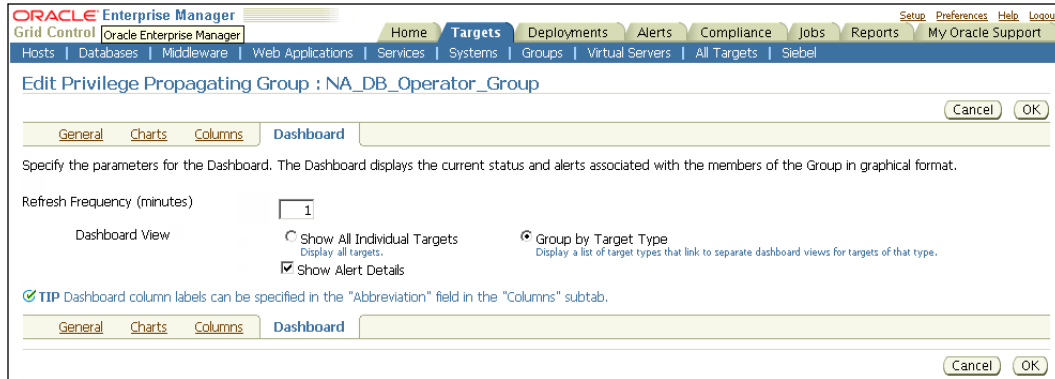 ORACLE Enterprise Manager
Setup Preferences Help Logou
Grid Control Oracle Enterprise Manager
Home Targets Deployments Alerts Compliance Jobs Reports My Oracle Support
Hosts | Databases | Middleware | Web Applications | Services | Systems | Groups | Virtual Servers | All Targets | Siebel
Edit Privilege Propagating Group : NA_DB_Operator_Group
Cancel OK
General Charts Columns Dashboard
Specify the parameters for the Dashboard. The Dashboard displays the current status and alerts associated with the members of the Group in graphical format.
Refresh Frequency (minutes) 1
Dashboard View Show All Individual Targets Group by Target Type
Display all targets. Display a list of target types that link to separate dashboard views for targets of that type.
Show Alert Details
TIP Dashboard column labels can be specified in the "Abbreviation" field in the "Columns" subtab.
General Charts Columns Dashboard
Cancel OK